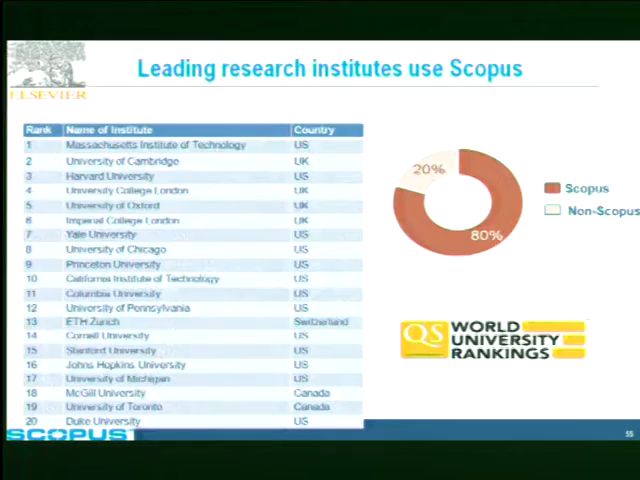 ELSEVIER
Leading research institutes use Scopus
Rank Name of Institute Country
1 Massachusetts Institute of Technology US
2 University of Cambridge UK
3 Harvard University US
4 University College London UK
5 University of Oxford UK
6 Imperial College London UK
7 Yale University US
8 University of Chicago US
9 Princeton University US
10 California Institute of Technology US
11 Columbia University US
12 University of Pennsylvania US
13 ETH Zurich Switzerland
14 Cornell University US
15 Stanford University US
16 Johns Hopkins University US
17 University of Michigan US
18 McGill University Canada
19 University of Toronto Canada
20 Duke University US
20%
80%
Scopus
Non-Scopus
QS WORLD
UNIVERSITY
RANKINGS
SCOPUS
55